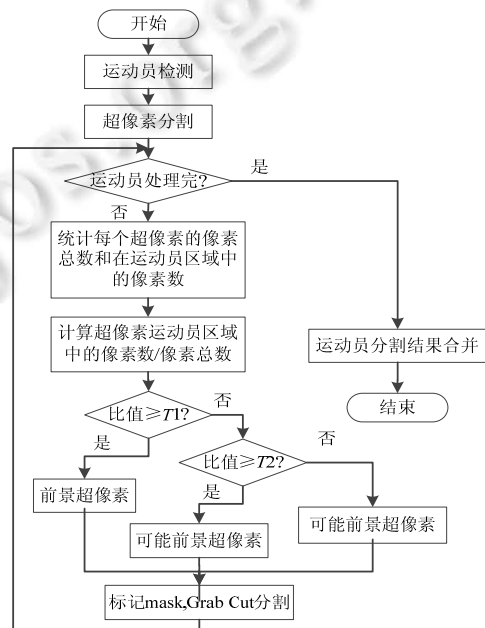 开始
运动员检测
超像素分割
运动员处理完?
是
否
统计每个超像素的像素
总数和在运动员区域中
的像素数
计算超像素运动员区域
中的像素数/像素总数
运动员分割结果合并
结束
比值≥T1?
否
是
比值≥T2?
否
是
前景超像素
可能前景超像素
可能前景超像素
标记mask,Grab Cut分割